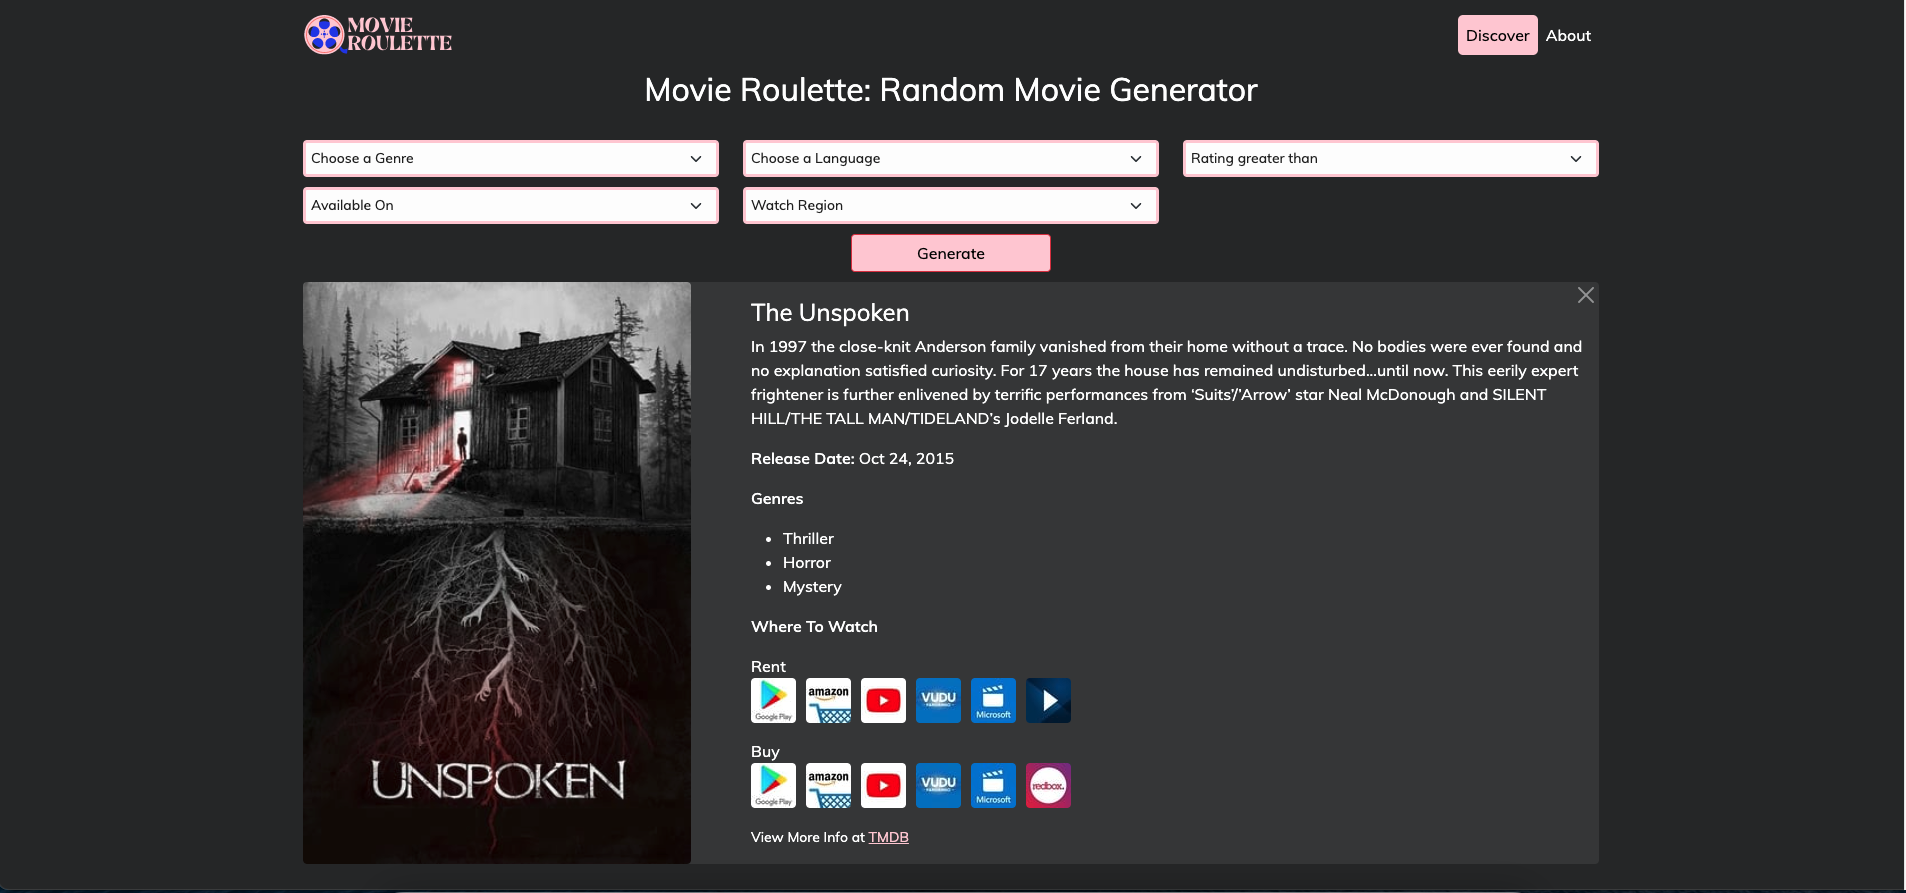 MOVIE
ROULETTE
Discover
About
Movie Roulette: Random Movie Generator
Choose a Genre
Choose a Language
Rating greater than
Available On
Watch Region
Generate
The Unspoken
In 1997 the close-knit Anderson family vanished from their home without a trace. No bodies were ever found and
no explanation satisfied curiosity. For 17 years the house has remained undisturbed...until now. This eerily expert
frightener is further enlivened by terrific performances from ‘Suits’/’Arrow’ star Neal McDonough and SILENT
HILL/THE TALL MAN/TIDELAND’s Jodelle Ferland.
Release Date: Oct 24, 2015
Genres
• Thriller
• Horror
• Mystery
Where To Watch
Rent
Google Play
amazon
VUDU
FANDANGO
Microsoft
Buy
Google Play
amazon
VUDU
FANDANGO
Microsoft
redbox.
View More Info at TMDB
UNSPOKEN